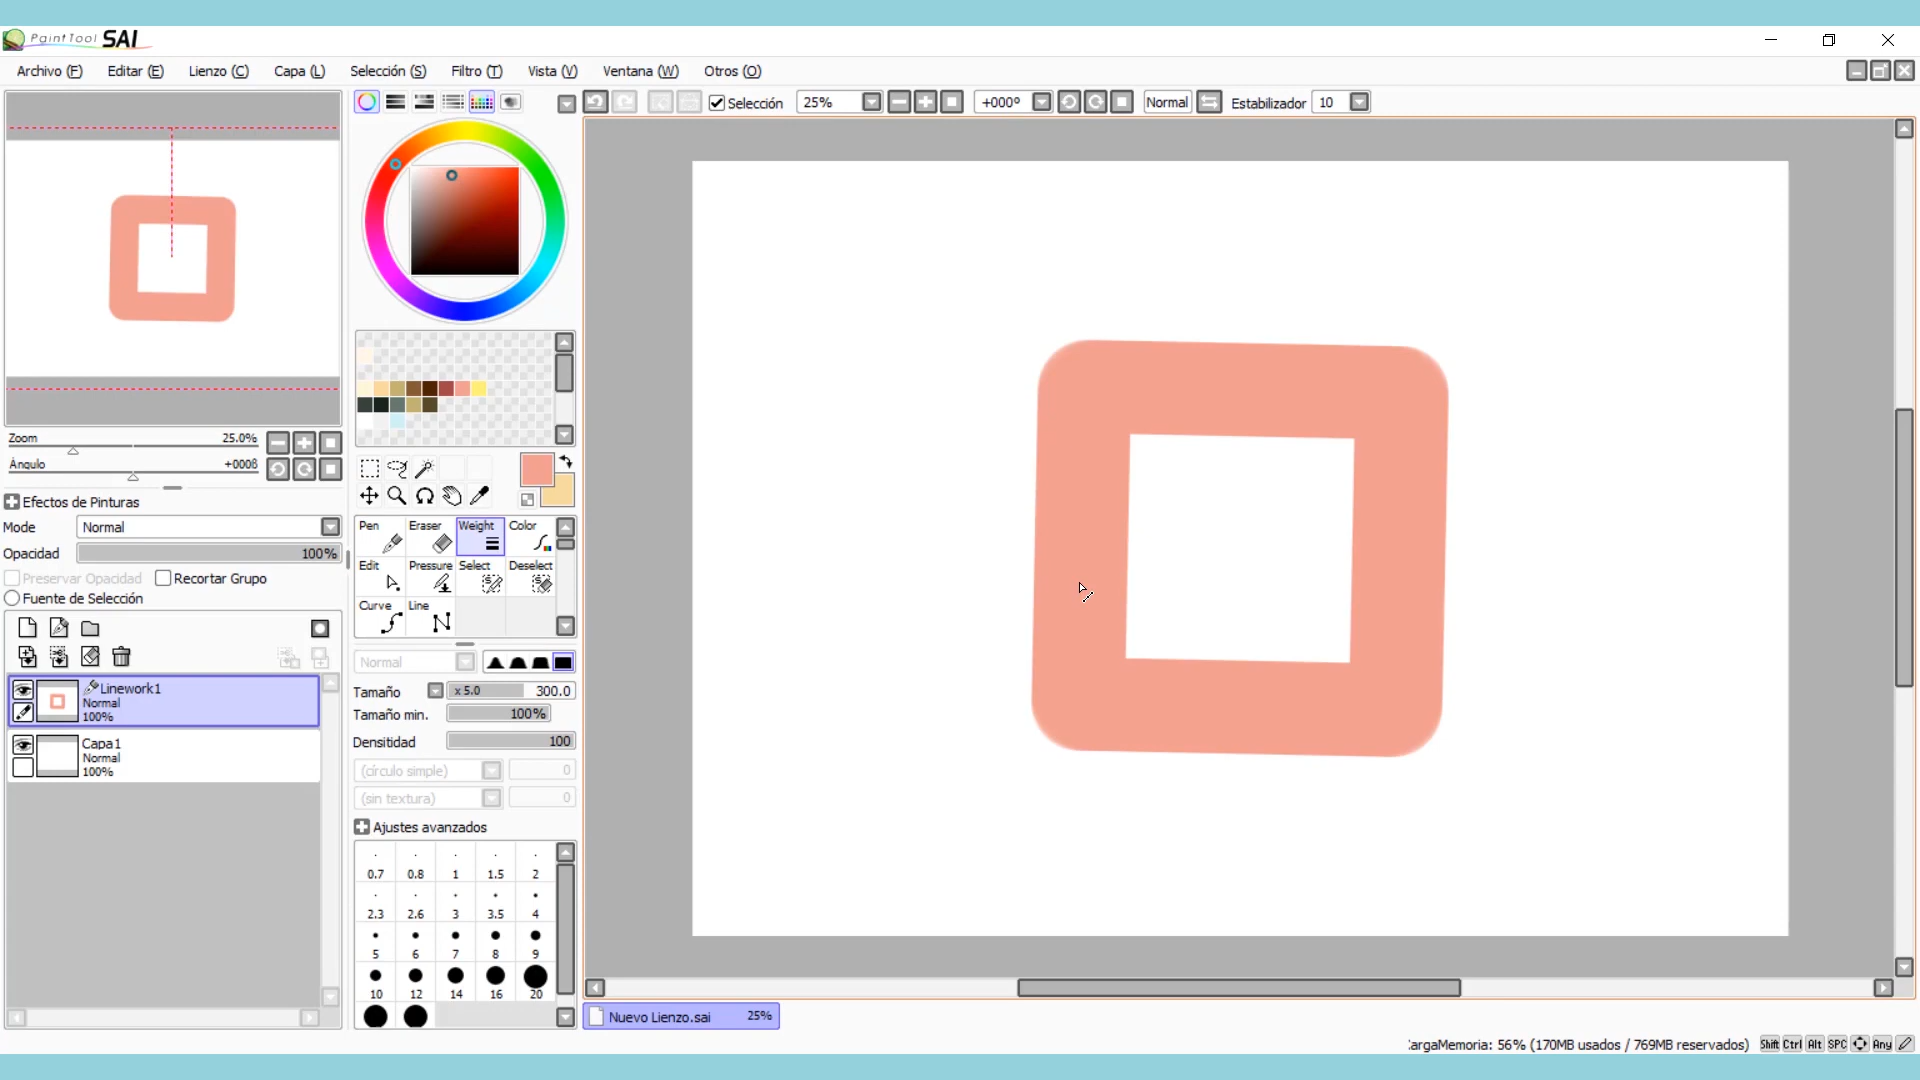 PaintTool SAI
Archivo (F) Editar (E) Lienzo (C) Capa (L) Selección (S) Filtro (T) Vista (V) Ventana (W) Otros (O)
Selección 25% +000º Normal Estabilizador 10
Zoom 25.0%
Ángulo +000ß
Efectos de Pinturas
Mode Normal
Opacidad 100%
Preservar Opacidad Recortar Grupo
Fuente de Selección
Linework1
Normal
100%
Capa1
Normal
100%
Pen Eraser Weight Color
Edit Pressure Select Deselect
Curve Line
Normal
Tamaño x 5.0 300.0
Tamaño min. 100%
Densitidad 100
(círculo simple) 0
(sin textura) 0
Ajustes avanzados
0.7 0.8 1 1.5 2
2.3 2.6 3 3.5 4
5 6 7 8 9
10 12 14 16 20
Nuevo Lienzo.sai 25%
argaMemoria: 56% (170MB usados / 769MB reservados) Shift Ctrl Alt SPC Any